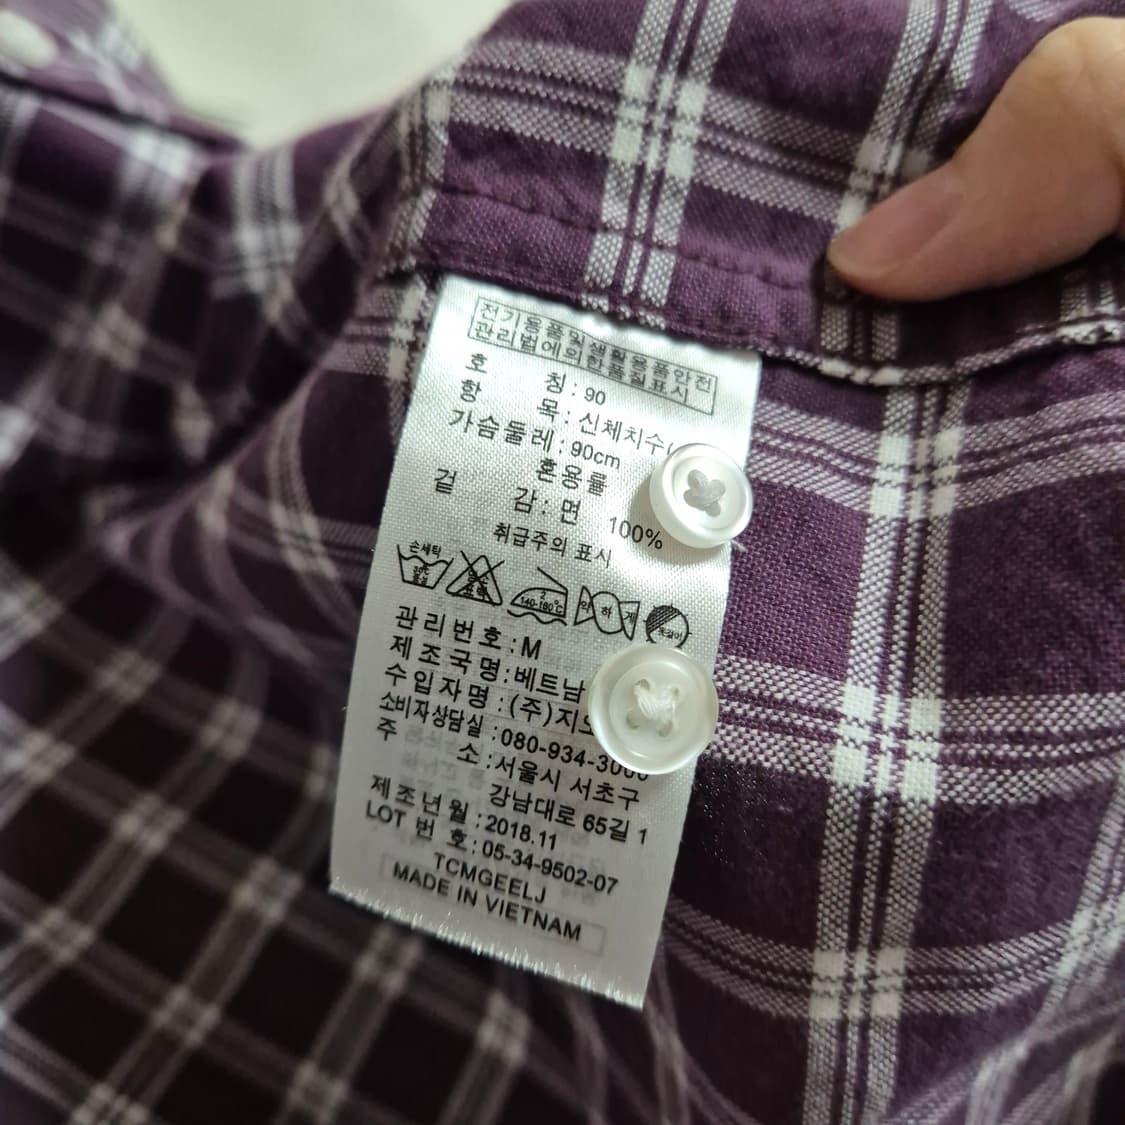 전기용품및생활용품안전
관리법에의한품질표시
호 칭 : 90
항 목 : 신체치수(
가슴둘레 : 90cm
혼용률
겉 감 : 면 100%
취급주의 표시
손세탁
2
140-160℃
약 하 게
관리번호 : M
제조국명 : 베트남
수입자명 : (주)지오
소비자상담실 : 080-934-3000
주 소 : 서울시 서초구
강남대로 65길 1
제조년월 : 2018.11
LOT 번 호 : 05-34-9502-07
TCMGEELJ
MADE IN VIETNAM